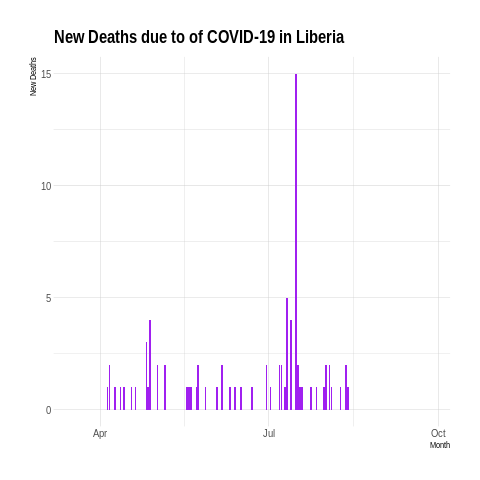 New Deaths due to of COVID-19 in Liberia
New Deaths
15
10
5
0
Apr
Jul
Oct
Month